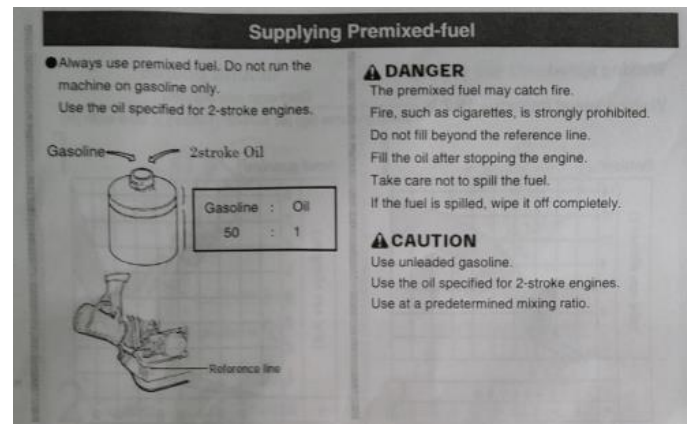 Supplying Premixed-fuel
●Always use premixed fuel. Do not run the
machine on gasoline only.
Use the oil specified for 2-stroke engines.
Gasoline
2stroke Oil
Gasoline : Oil
50 : 1
Reference line
⚠ DANGER
The premixed fuel may catch fire.
Fire, such as cigarettes, is strongly prohibited.
Do not fill beyond the reference line.
Fill the oil after stopping the engine.
Take care not to spill the fuel.
If the fuel is spilled, wipe it off completely.
⚠ CAUTION
Use unleaded gasoline.
Use the oil specified for 2-stroke engines.
Use at a predetermined mixing ratio.